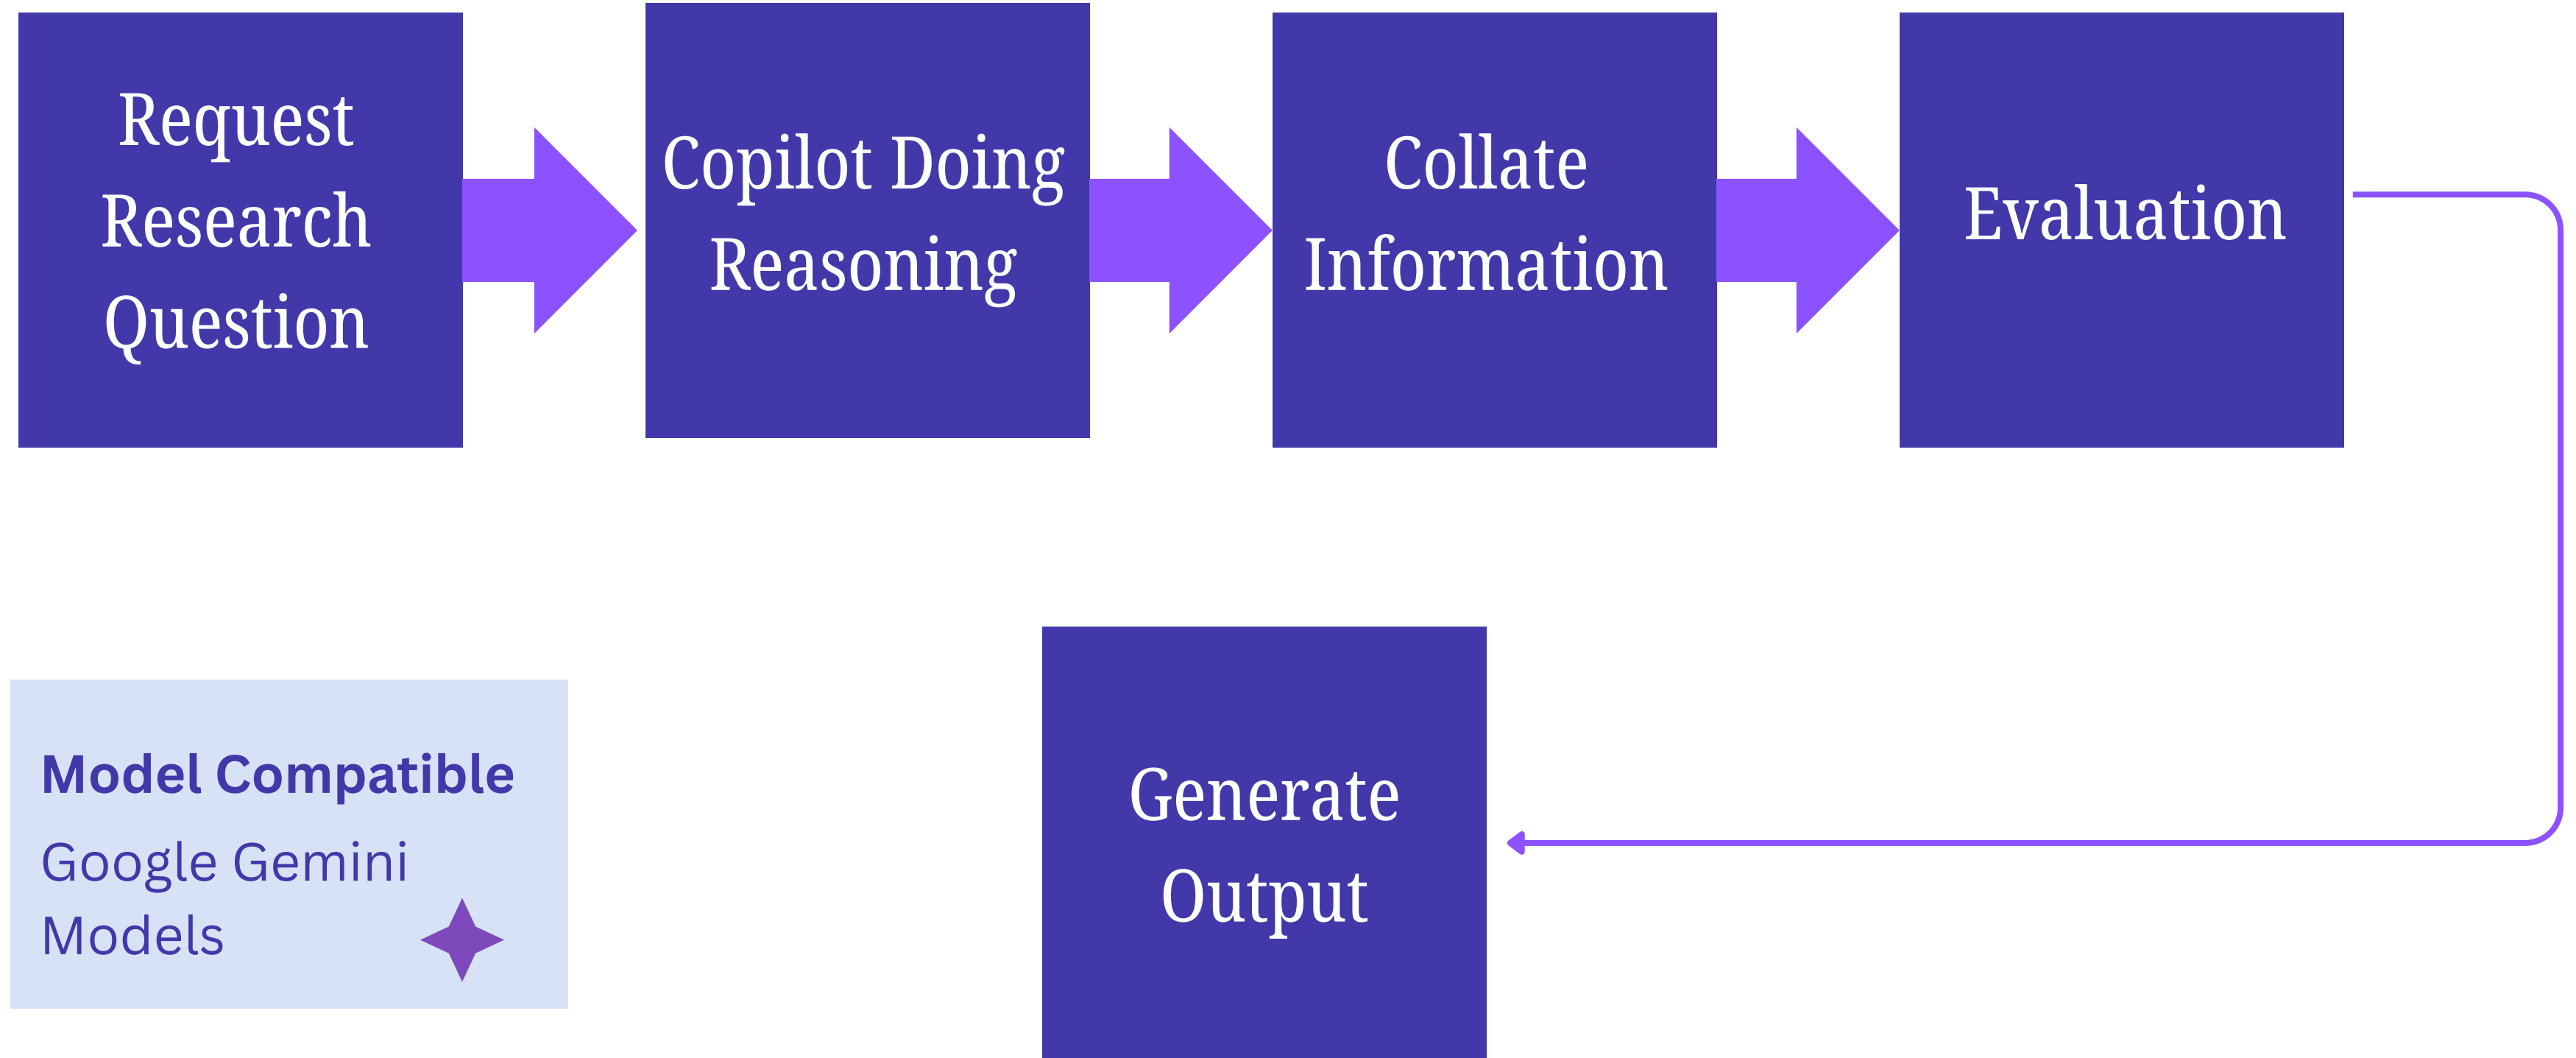 Request
Research
Question
Copilot Doing
Reasoning
Collate
Information
Evaluation
Generate
Output
Model Compatible
Google Gemini
Models